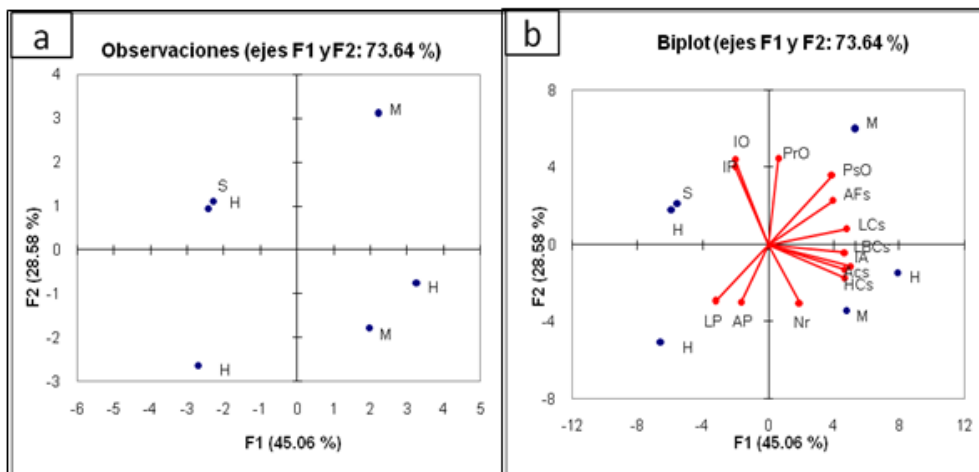 a
Observaciones (ejes F1 y F2: 73.64 %)
4
3
2
1
0
-1
-2
-3
F2 (28.58 %)
M
S
H
H
M
H
-6 -5 -4 -3 -2 -1 0 1 2 3 4 5
F1 (45.06 %)
b
Biplot (ejes F1 y F2: 73.64 %)
8
4
0
-4
-8
F2 (28.58 %)
M
IO
PrO
IF
PsO
S
AFs
H
LCs
LBCs
IA
Acs
H
HCs
LP
AP
Nr
M
H
-12 -8 -4 0 4 8 12
F1 (45.06 %)